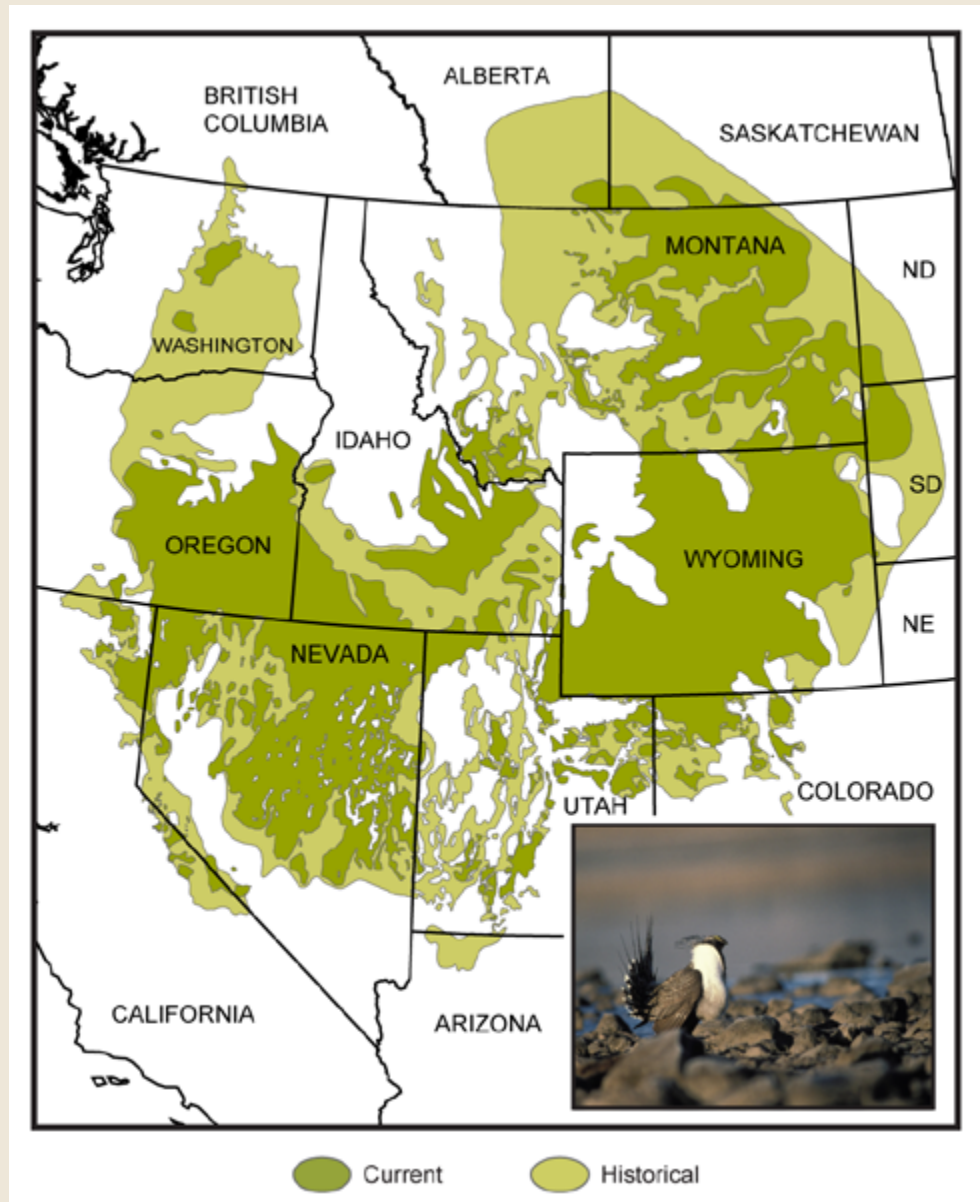 ALBERTA
BRITISH
COLUMBIA
SASKATCHEWAN
MONTANA
ND
WASHINGTON
IDAHO
SD
OREGON
WYOMING
NE
NEVADA
UTAH
COLORADO
CALIFORNIA
ARIZONA
Current
Historical